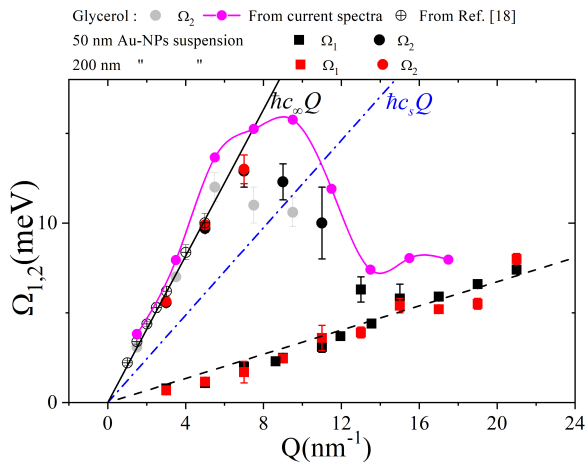 Glycerol : Ω₂ From current spectra From Ref. [18]
50 nm Au-NPs suspension Ω₁ Ω₂
200 nm " " Ω₁ Ω₂
ħc∞Q ħcₛQ
20
10
0
Ω₁,₂(meV)
0 4 8 12 16 20 24
Q(nm⁻¹)